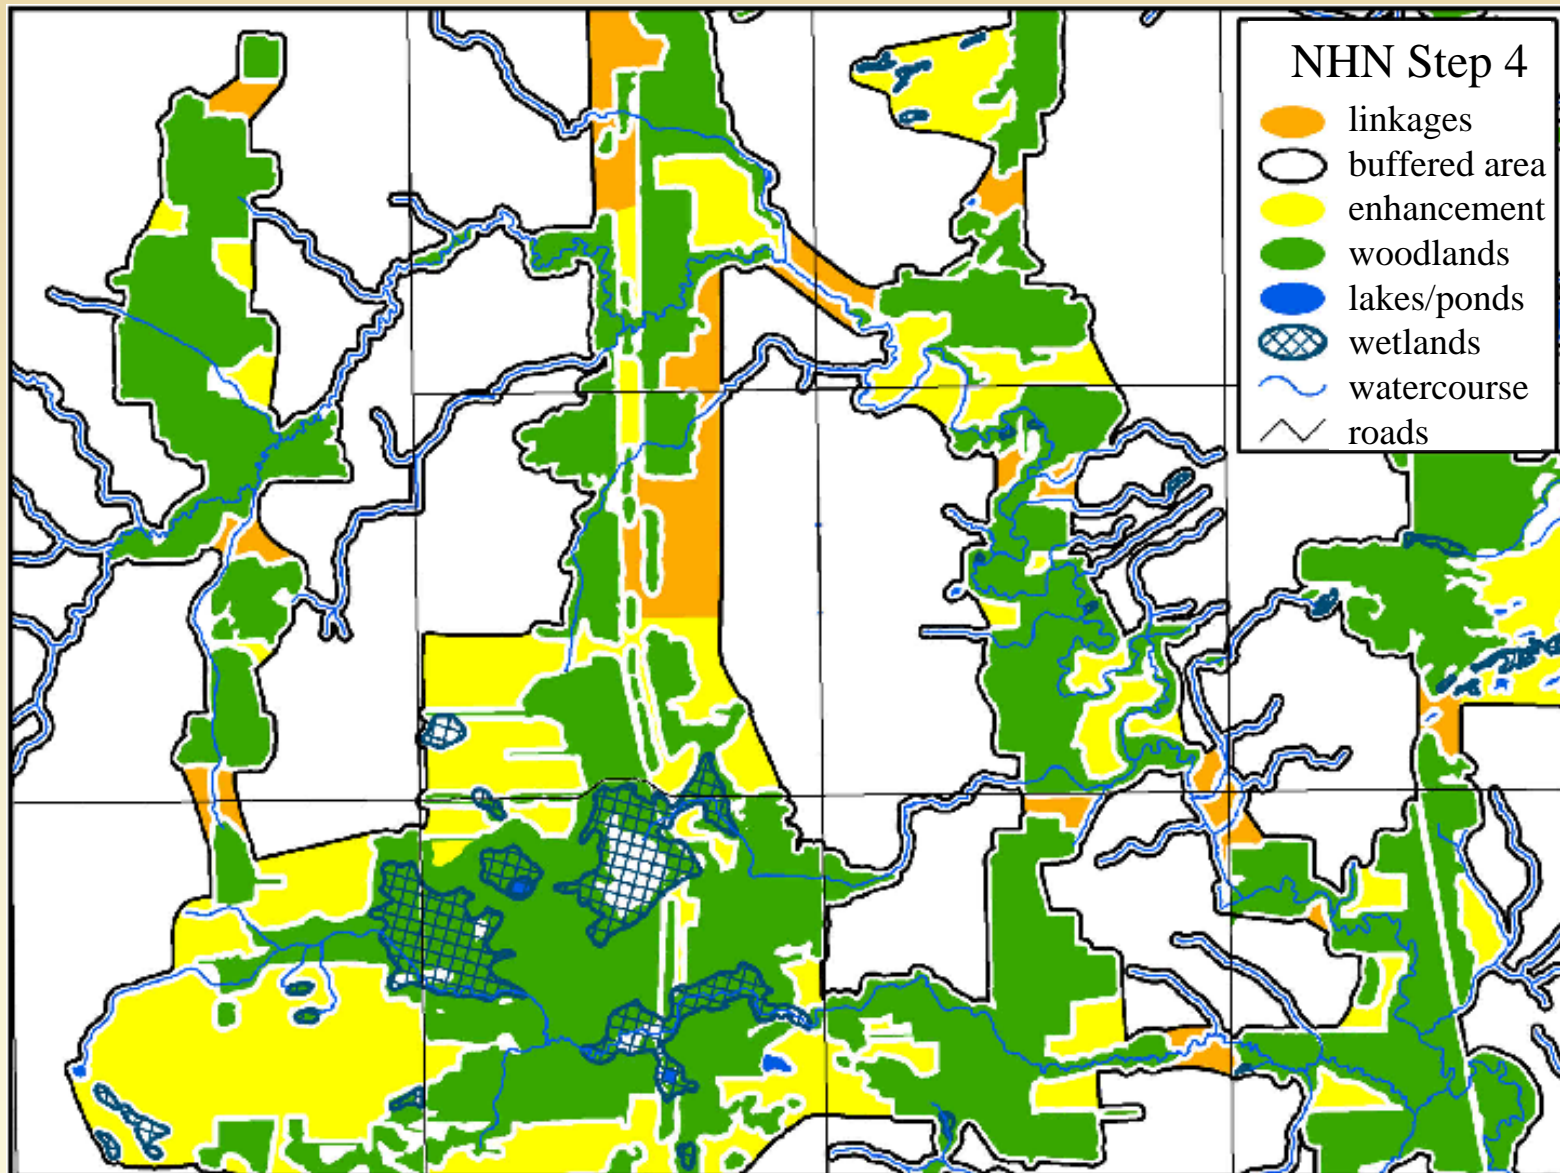 NHN Step 4
linkages
buffered area
enhancement
woodlands
lakes/ponds
wetlands
watercourse
roads